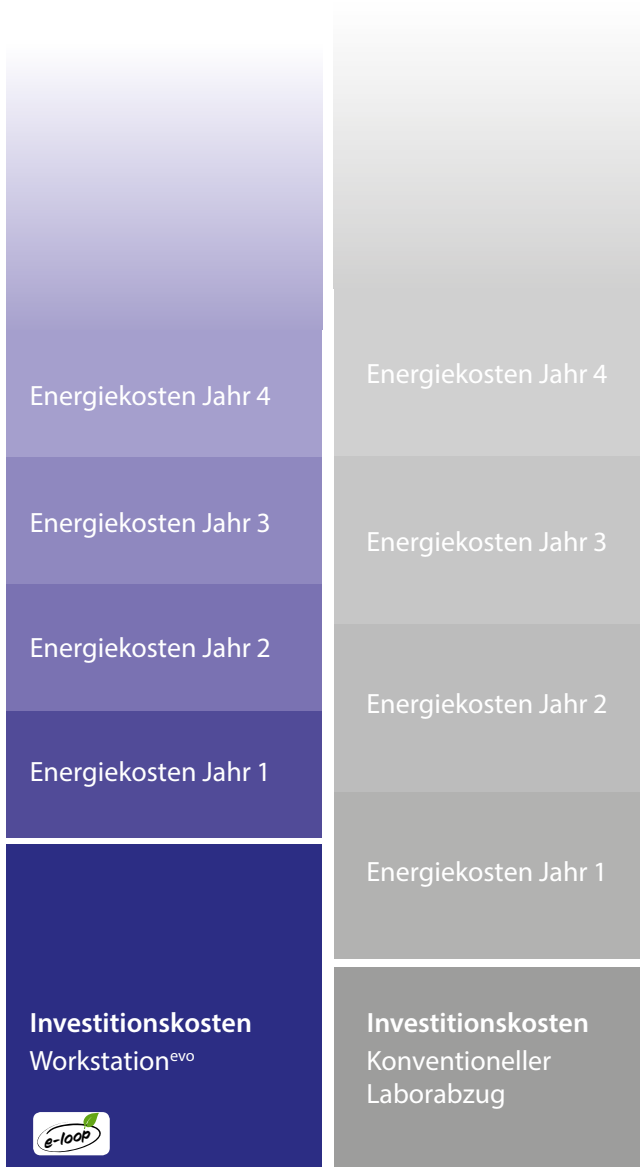 Energiekosten Jahr 4
Energiekosten Jahr 3
Energiekosten Jahr 2
Energiekosten Jahr 1
Investitionskosten
Workstationevo
e-loop
Energiekosten Jahr 4
Energiekosten Jahr 3
Energiekosten Jahr 2
Energiekosten Jahr 1
Investitionskosten
Konventioneller
Laborabzug